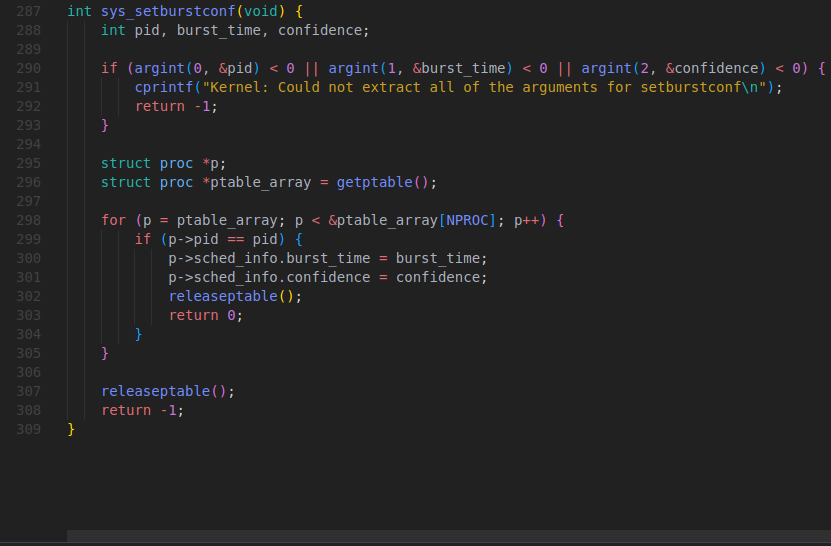 287 int sys_setburstconf(void) {
288     int pid, burst_time, confidence;
289
290     if (argint(0, &pid) < 0 || argint(1, &burst_time) < 0 || argint(2, &confidence) < 0) {
291         cprintf("Kernel: Could not extract all of the arguments for setburstconf\n");
292         return -1;
293     }
294
295     struct proc *p;
296     struct proc *ptable_array = getptable();
297
298     for (p = ptable_array; p < &ptable_array[NPROC]; p++) {
299         if (p->pid == pid) {
300             p->sched_info.burst_time = burst_time;
301             p->sched_info.confidence = confidence;
302             releaseptable();
303             return 0;
304         }
305     }
306
307     releaseptable();
308     return -1;
309 }